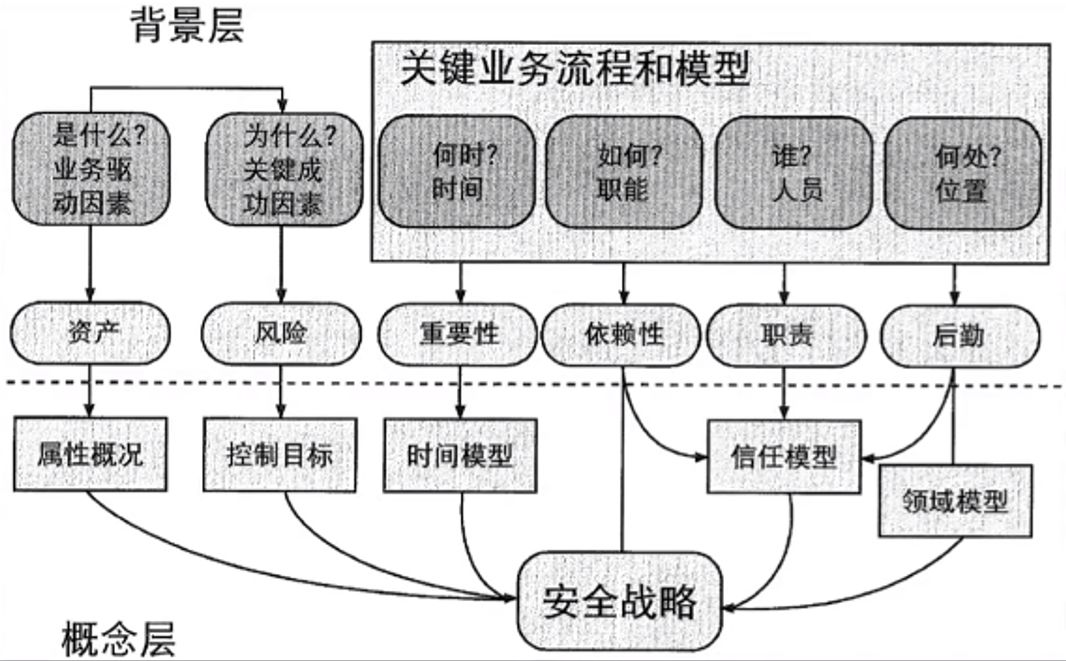 背景层
关键业务流程和模型
是什么?
业务驱
动因素
为什么?
关键成
功因素
何时?
时间
如何?
职能
谁?
人员
何处?
位置
资产
风险
重要性
依赖性
职责
后勤
属性概况
控制目标
时间模型
信任模型
领域模型
安全战略
概念层